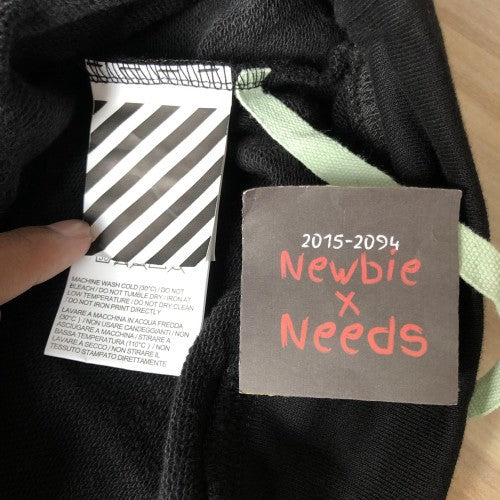 MACHINE WASH COLD (30°C) / DO NOT
BLEACH / DO NOT TUMBLE DRY / IRON AT
LOW TEMPERATURE / DO NOT DRY CLEAN
/ DO NOT IRON PRINT DIRECTLY
LAVARE A MACCHINA IN ACQUA FREDDA
(30°C) / NON USARE CANDEGGIANTI / NON
ASCIUGARE A MACCHINA / STIRARE A
BASSA TEMPERATURA (110°C) / NON
LAVARE A SECCO / NON STIRARE IL
TESSUTO STAMPATO DIRETTAMENTE
2015-2094
Newbie
x
Needs